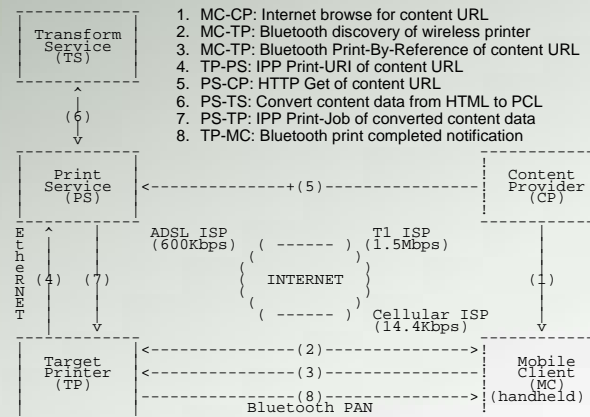 1. MC-CP: Internet browse for content URL
2. MC-TP: Bluetooth discovery of wireless printer
3. MC-TP: Bluetooth Print-By-Reference of content URL
4. TP-PS: IPP Print-URI of content URL
5. PS-CP: HTTP Get of content URL
6. PS-TS: Convert content data from HTML to PCL
7. PS-TP: IPP Print-Job of converted content data
8. TP-MC: Bluetooth print completed notification
Transform
Service
(TS)
(6)
Print
Service
(PS)
+(5)
Content
Provider
(CP)
EtheRNET
ADSL ISP
(600Kbps)
T1 ISP
(1.5Mbps)
(4)
(7)
INTERNET
(1)
Cellular ISP
(14.4Kbps)
Target
Printer
(TP)
(2)
(3)
(8)
Bluetooth PAN
Mobile
Client
(MC)
(handheld)